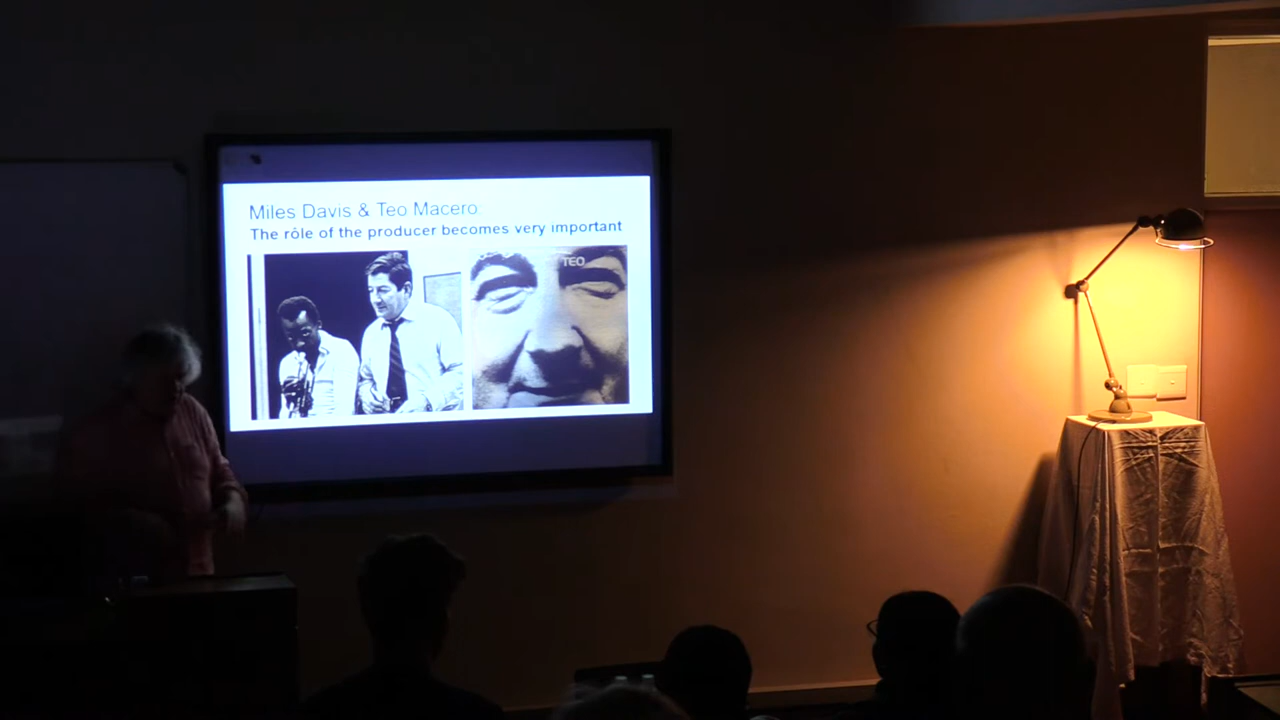 Miles Davis & Teo Macero
The rôle of the producer becomes very important
TEO